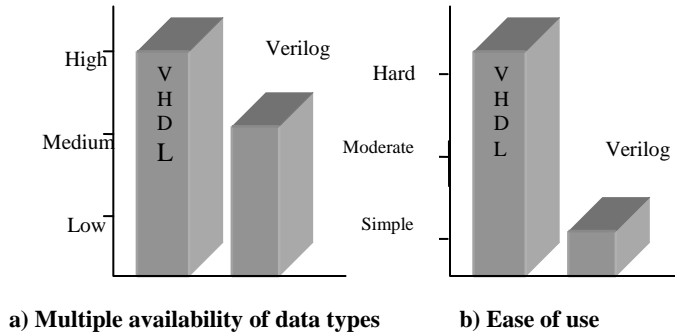 High
Medium
Low
V
H
D
L
Verilog
a) Multiple availability of data types
Hard
Moderate
Simple
V
H
D
L
Verilog
b) Ease of use